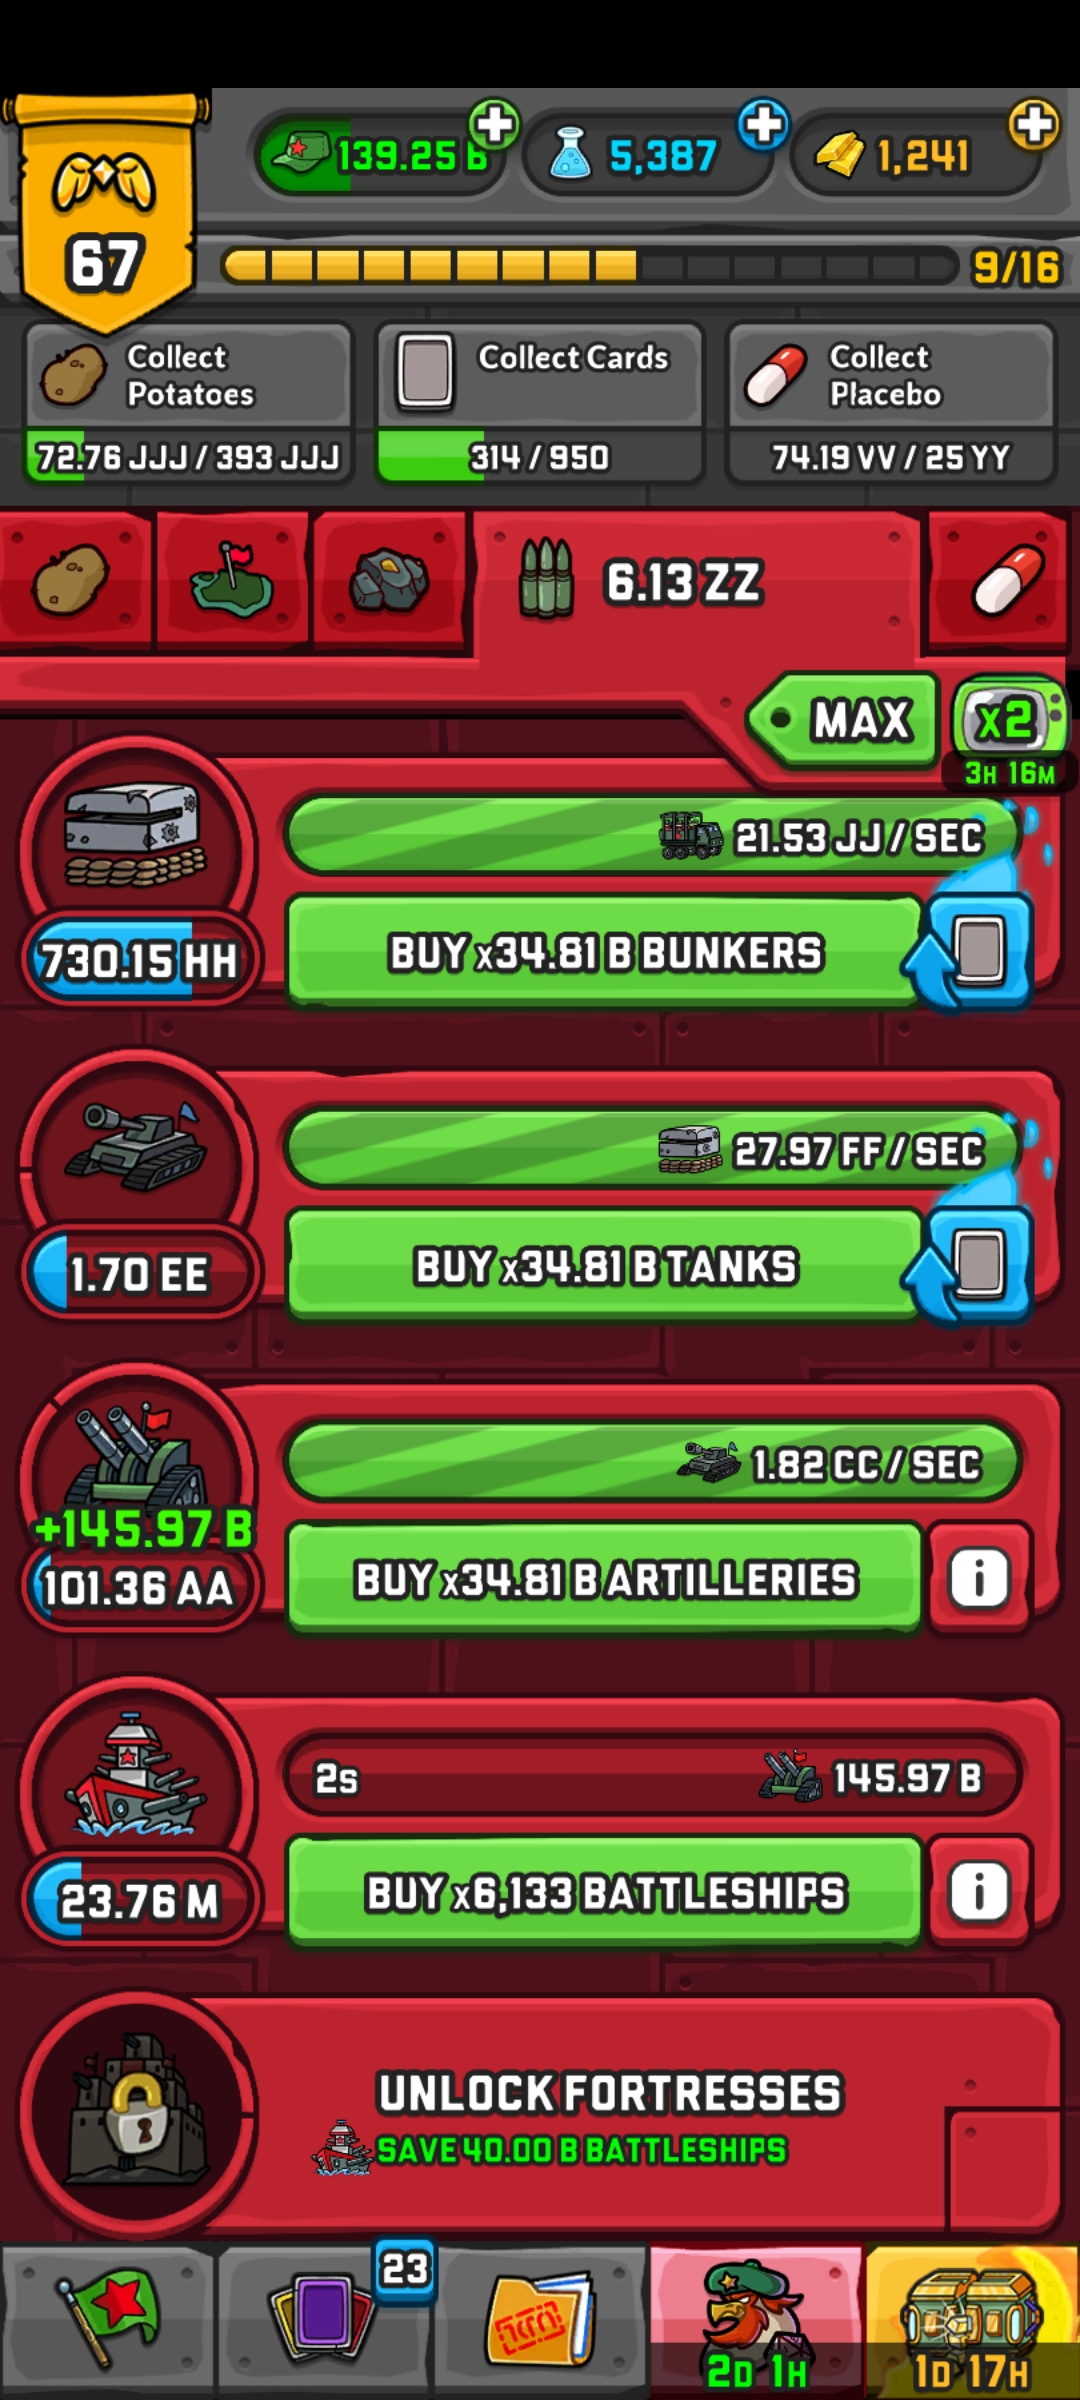 139.25 B
5,387
1,241
67
9/16
Collect
Potatoes
72.76 JJJ / 393 JJJ
Collect Cards
314 / 950
Collect
Placebo
74.19 VV / 25 YY
6.13 ZZ
MAX
x2
3H 16M
21.53 JJ / SEC
730.15 HH
BUY x34.81 B BUNKERS
27.97 FF / SEC
1.70 EE
BUY x34.81 B TANKS
1.82 CC / SEC
+145.97 B
101.36 AA
BUY x34.81 B ARTILLERIES
i
2s
145.97 B
23.76 M
BUY x6,133 BATTLESHIPS
i
UNLOCK FORTRESSES
SAVE 40.00 B BATTLESHIPS
23
2D 1H
1D 17H